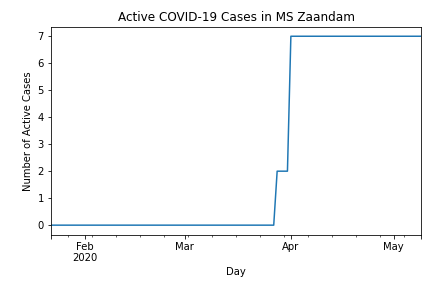 Active COVID-19 Cases in MS Zaandam
Number of Active Cases
7
6
5
4
3
2
1
0
Feb
2020
Mar
Apr
May
Day